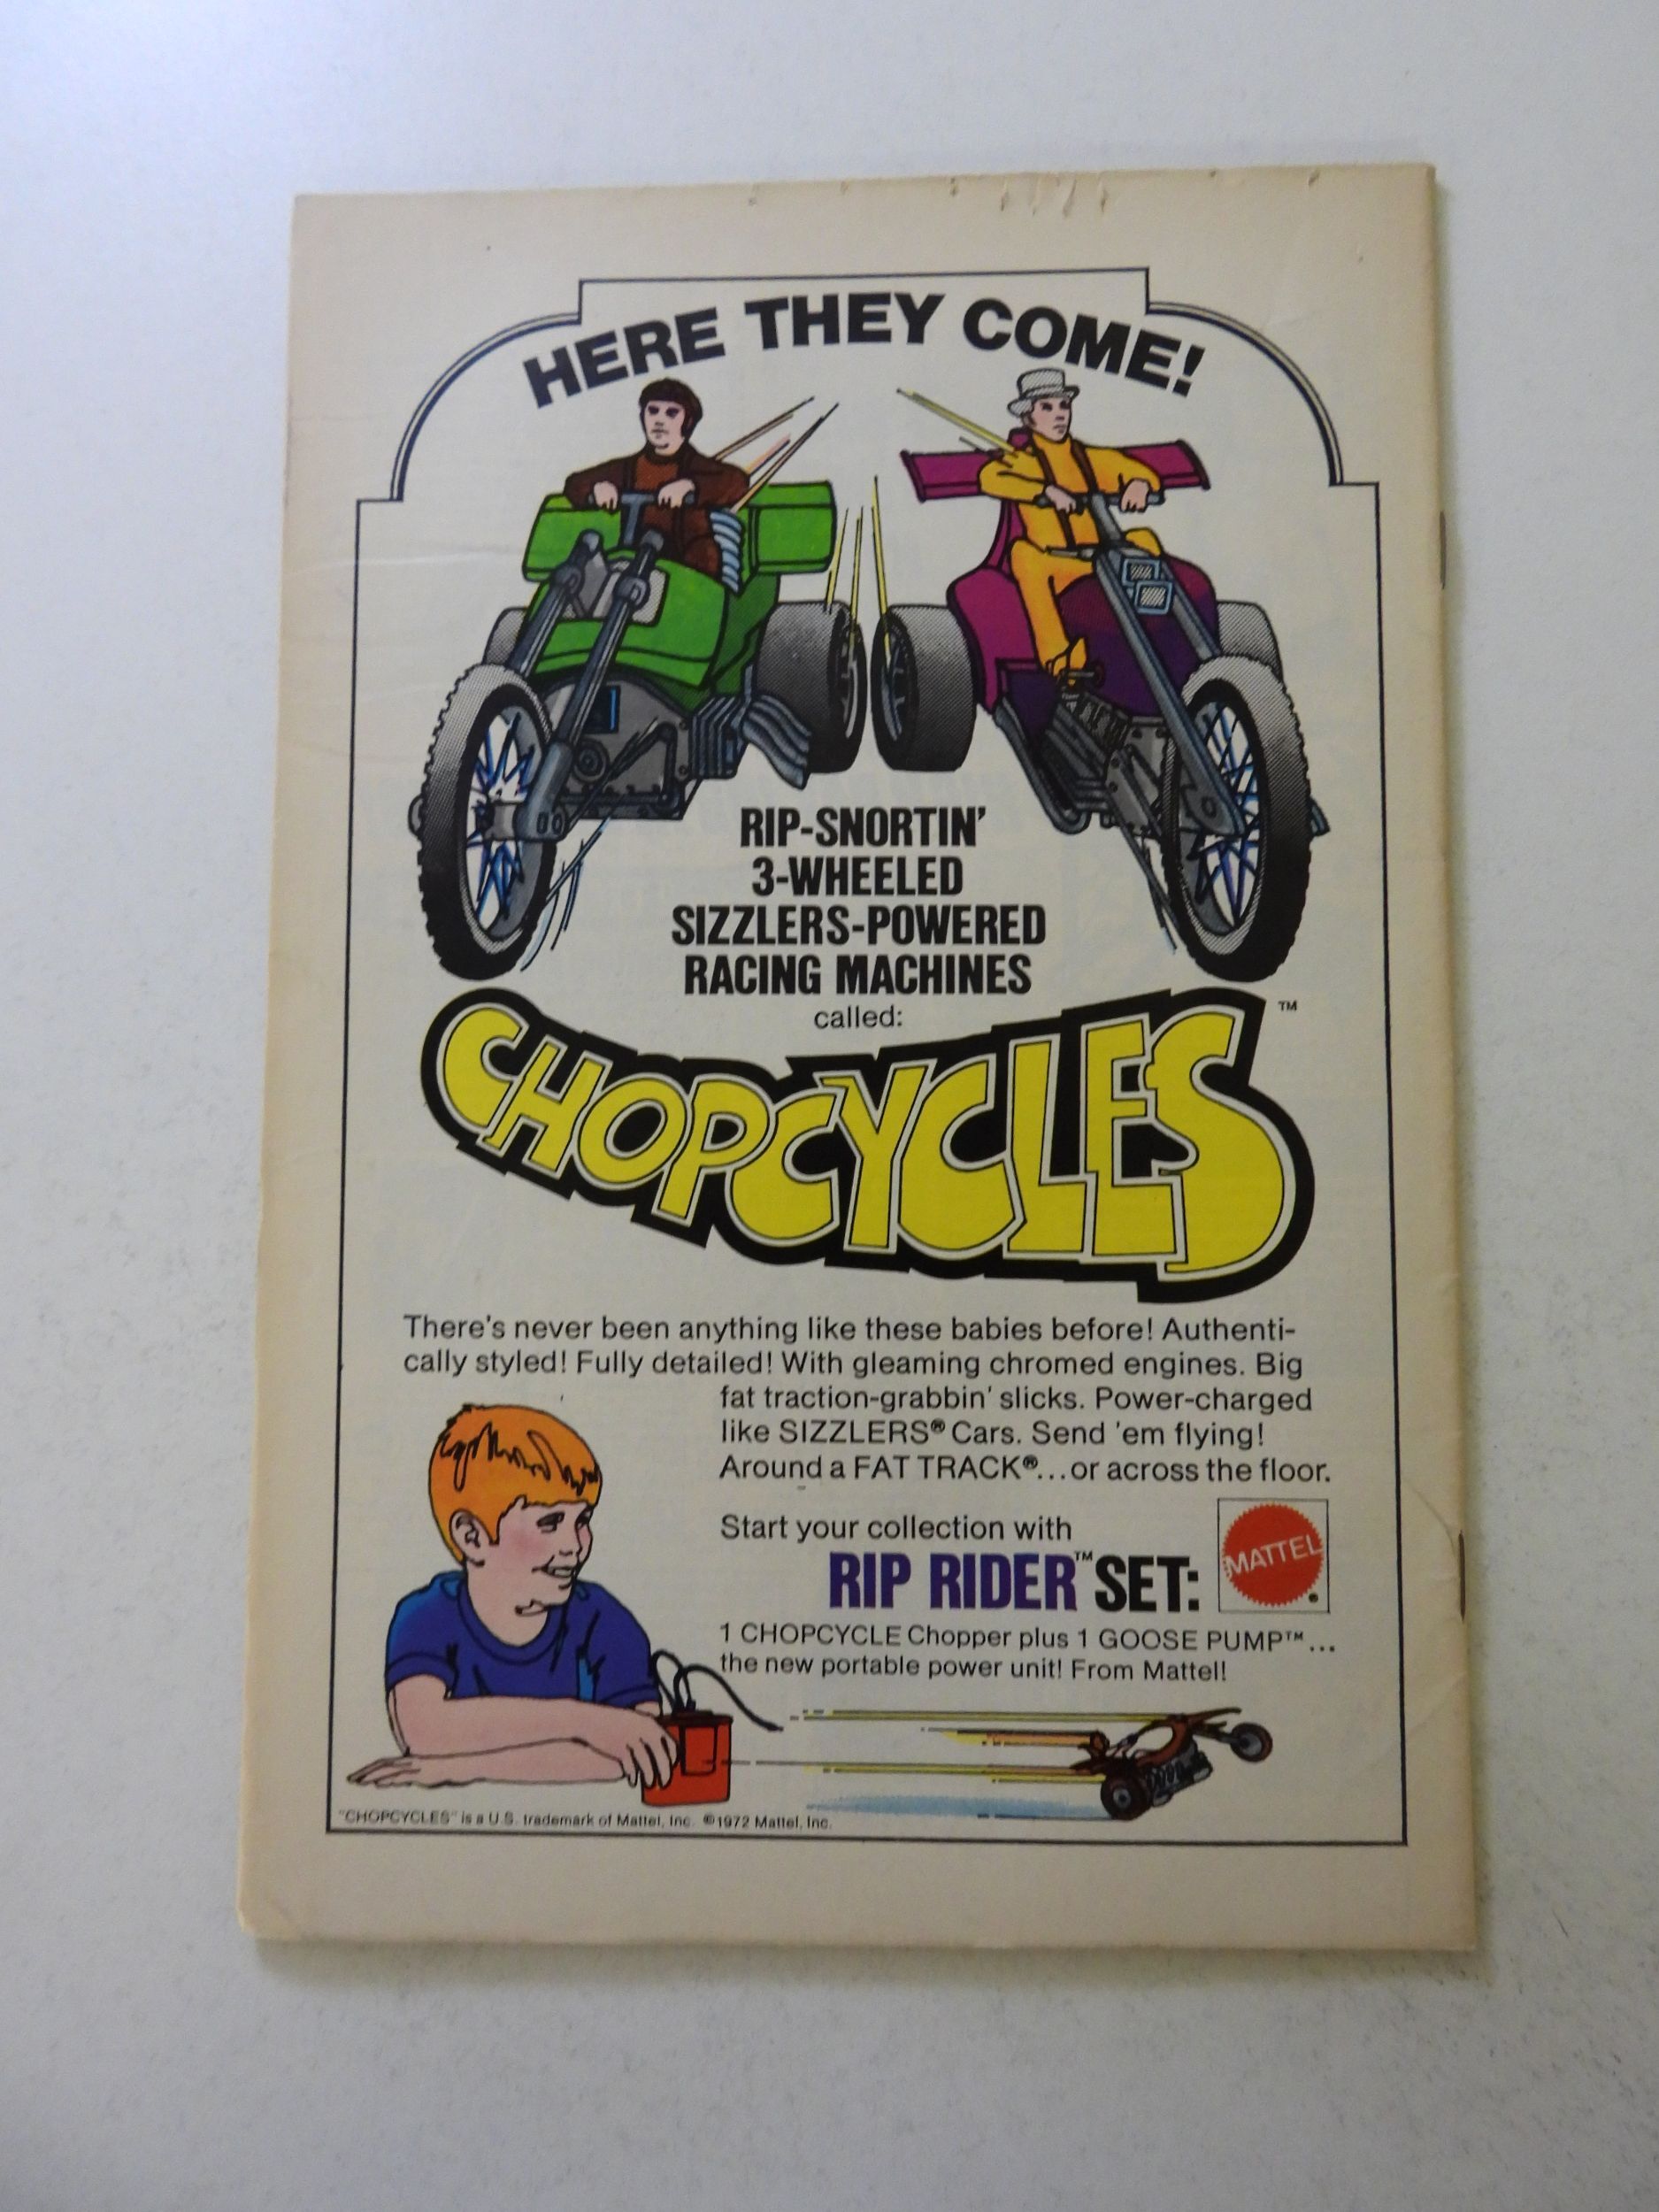 HERE THEY COME!
RIP-SNORTIN'
3-WHEELED
SIZZLERS-POWERED
RACING MACHINES
called:
CHOPCYCLES™
There's never been anything like these babies before! Authenti-
cally styled! Fully detailed! With gleaming chromed engines. Big
fat traction-grabbin' slicks. Power-charged
like SIZZLERS® Cars. Send 'em flying!
Around a FAT TRACK®...or across the floor.
Start your collection with
RIP RIDER™ SET:
MATTEL®
1 CHOPCYCLE Chopper plus 1 GOOSE PUMP™...
the new portable power unit! From Mattel!
"CHOPCYCLES" is a U.S. trademark of Mattel, Inc. ©1972 Mattel, Inc.